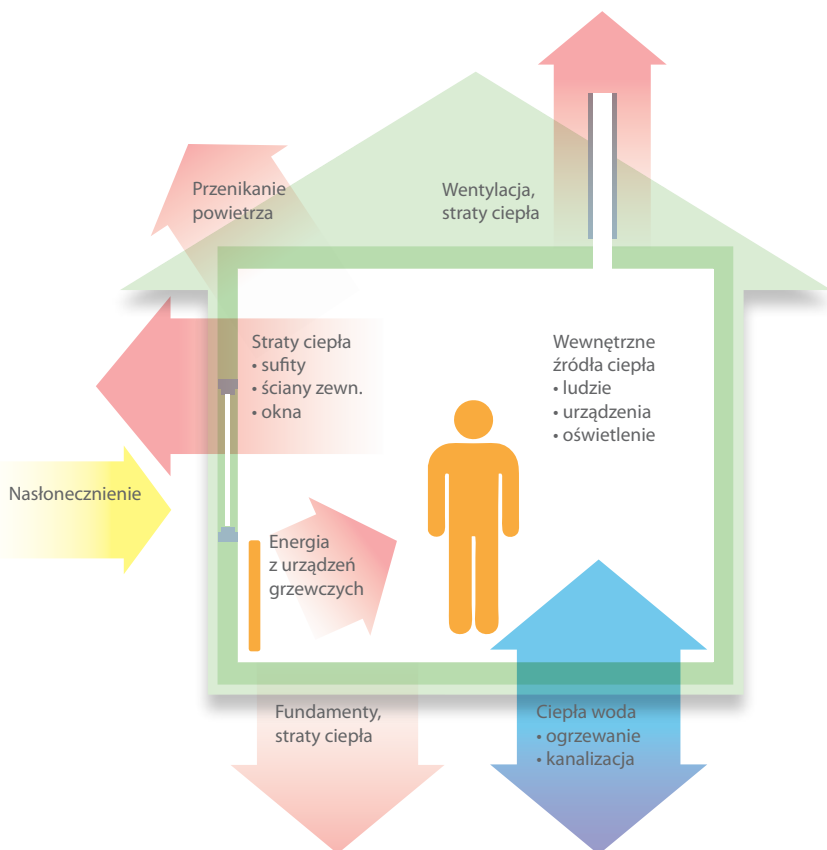 Przenikanie
powietrza
Wentylacja,
straty ciepła
Straty ciepła
• sufity
• ściany zewn.
• okna
Wewnętrzne
źródła ciepła
• ludzie
• urządzenia
• oświetlenie
Nasłonecznienie
Energia
z urządzeń
grzewczych
Fundamenty,
straty ciepła
Ciepła woda
• ogrzewanie
• kanalizacja